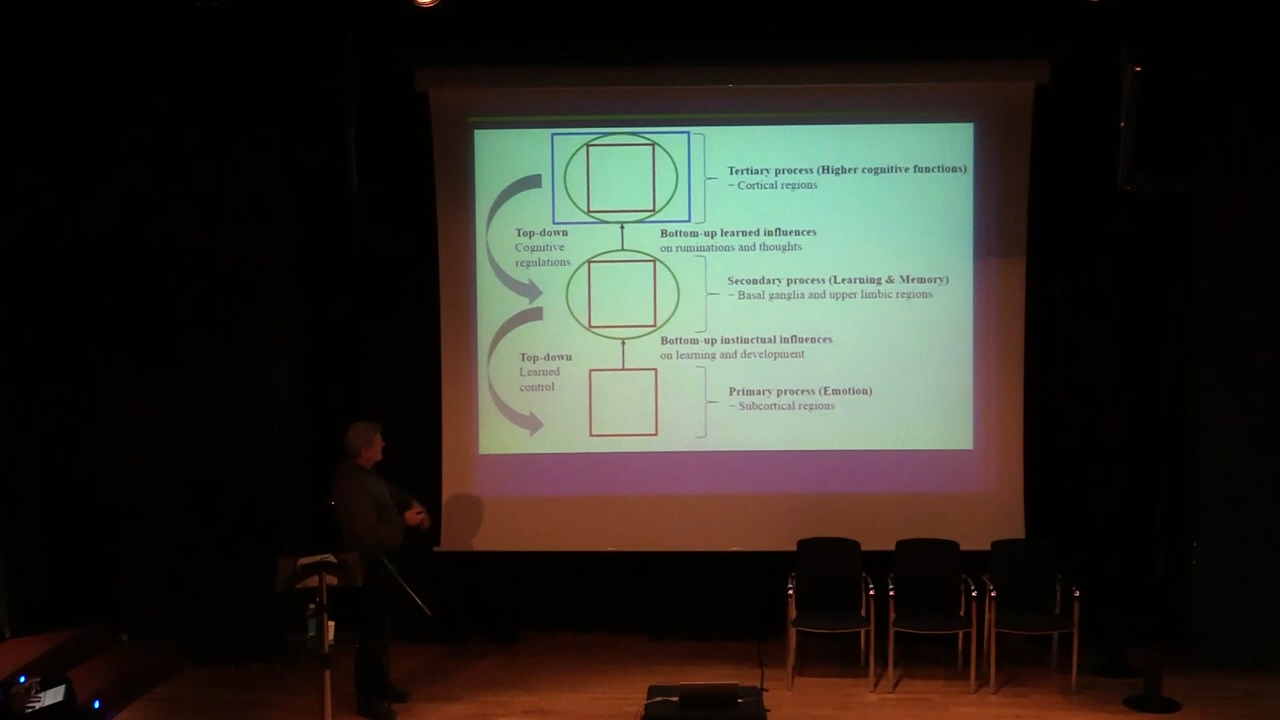 Tertiary process (Higher cognitive functions)
– Cortical regions
Top-down
Cognitive
regulations
Bottom-up learned influences
on ruminations and thoughts
Secondary process (Learning & Memory)
– Basal ganglia and upper limbic regions
Bottom-up instinctual influences
on learning and development
Top-down
Learned
control
Primary process (Emotion)
– Subcortical regions